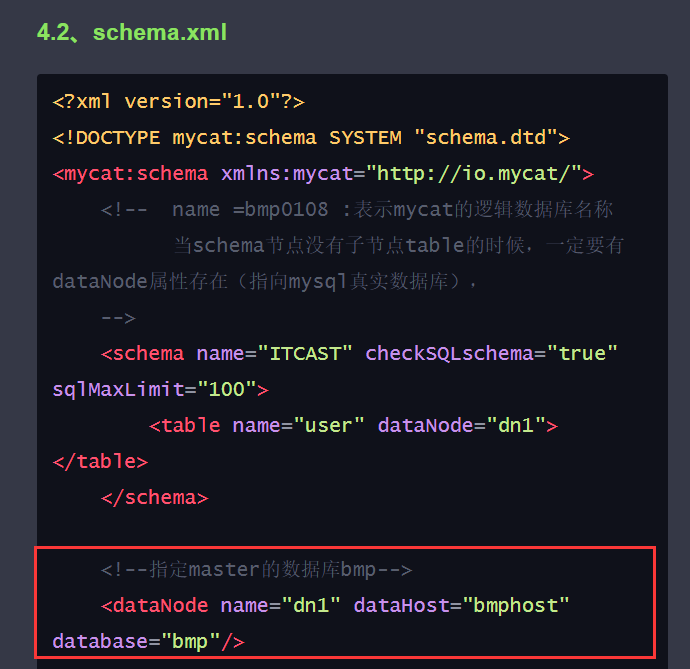 4.2、schema.xml
<?xml version="1.0"?>
<!DOCTYPE mycat:schema SYSTEM "schema.dtd">
<mycat:schema xmlns:mycat="http://io.mycat/">
<!-- name =bmp0108 :表示mycat的逻辑数据库名称
当schema节点没有子节点table的时候，一定要有
dataNode属性存在（指向mysql真实数据库），
-->
<schema name="ITCAST" checkSQLschema="true"
sqlMaxLimit="100">
<table name="user" dataNode="dn1">
</table>
</schema>
<!--指定master的数据库bmp-->
<dataNode name="dn1" dataHost="bmphost"
database="bmp"/>